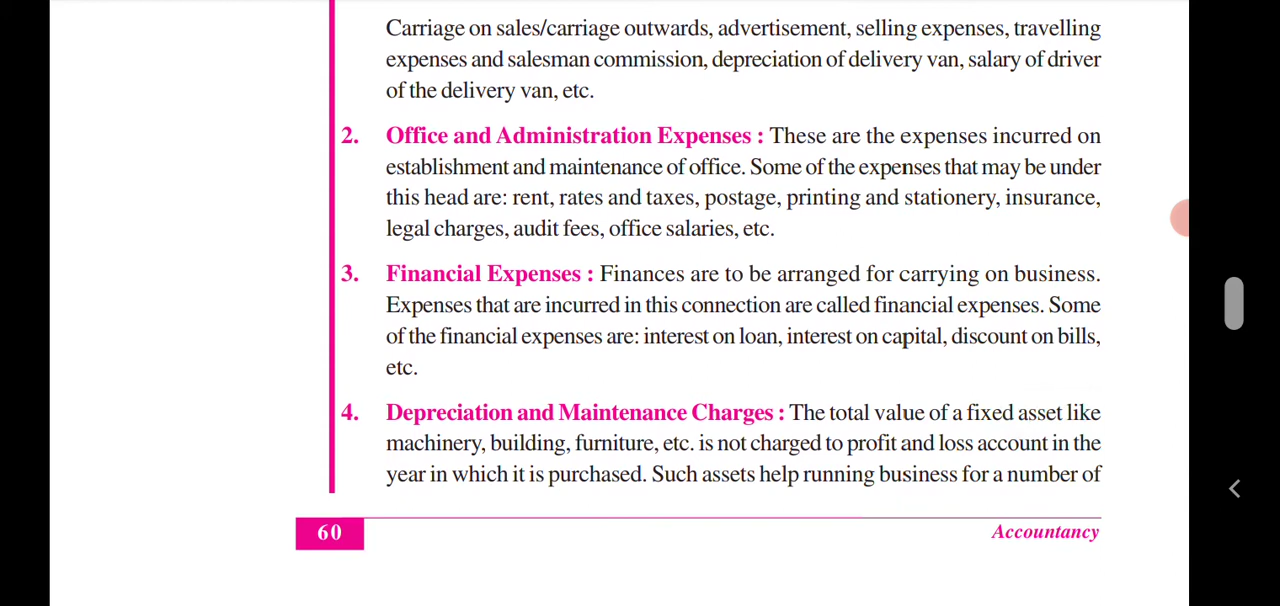 Carriage on sales/carriage outwards, advertisement, selling expenses, travelling
expenses and salesman commission, depreciation of delivery van, salary of driver
of the delivery van, etc.
2. Office and Administration Expenses : These are the expenses incurred on
establishment and maintenance of office. Some of the expenses that may be under
this head are: rent, rates and taxes, postage, printing and stationery, insurance,
legal charges, audit fees, office salaries, etc.
3. Financial Expenses : Finances are to be arranged for carrying on business.
Expenses that are incurred in this connection are called financial expenses. Some
of the financial expenses are: interest on loan, interest on capital, discount on bills,
etc.
4. Depreciation and Maintenance Charges : The total value of a fixed asset like
machinery, building, furniture, etc. is not charged to profit and loss account in the
year in which it is purchased. Such assets help running business for a number of
60 Accountancy